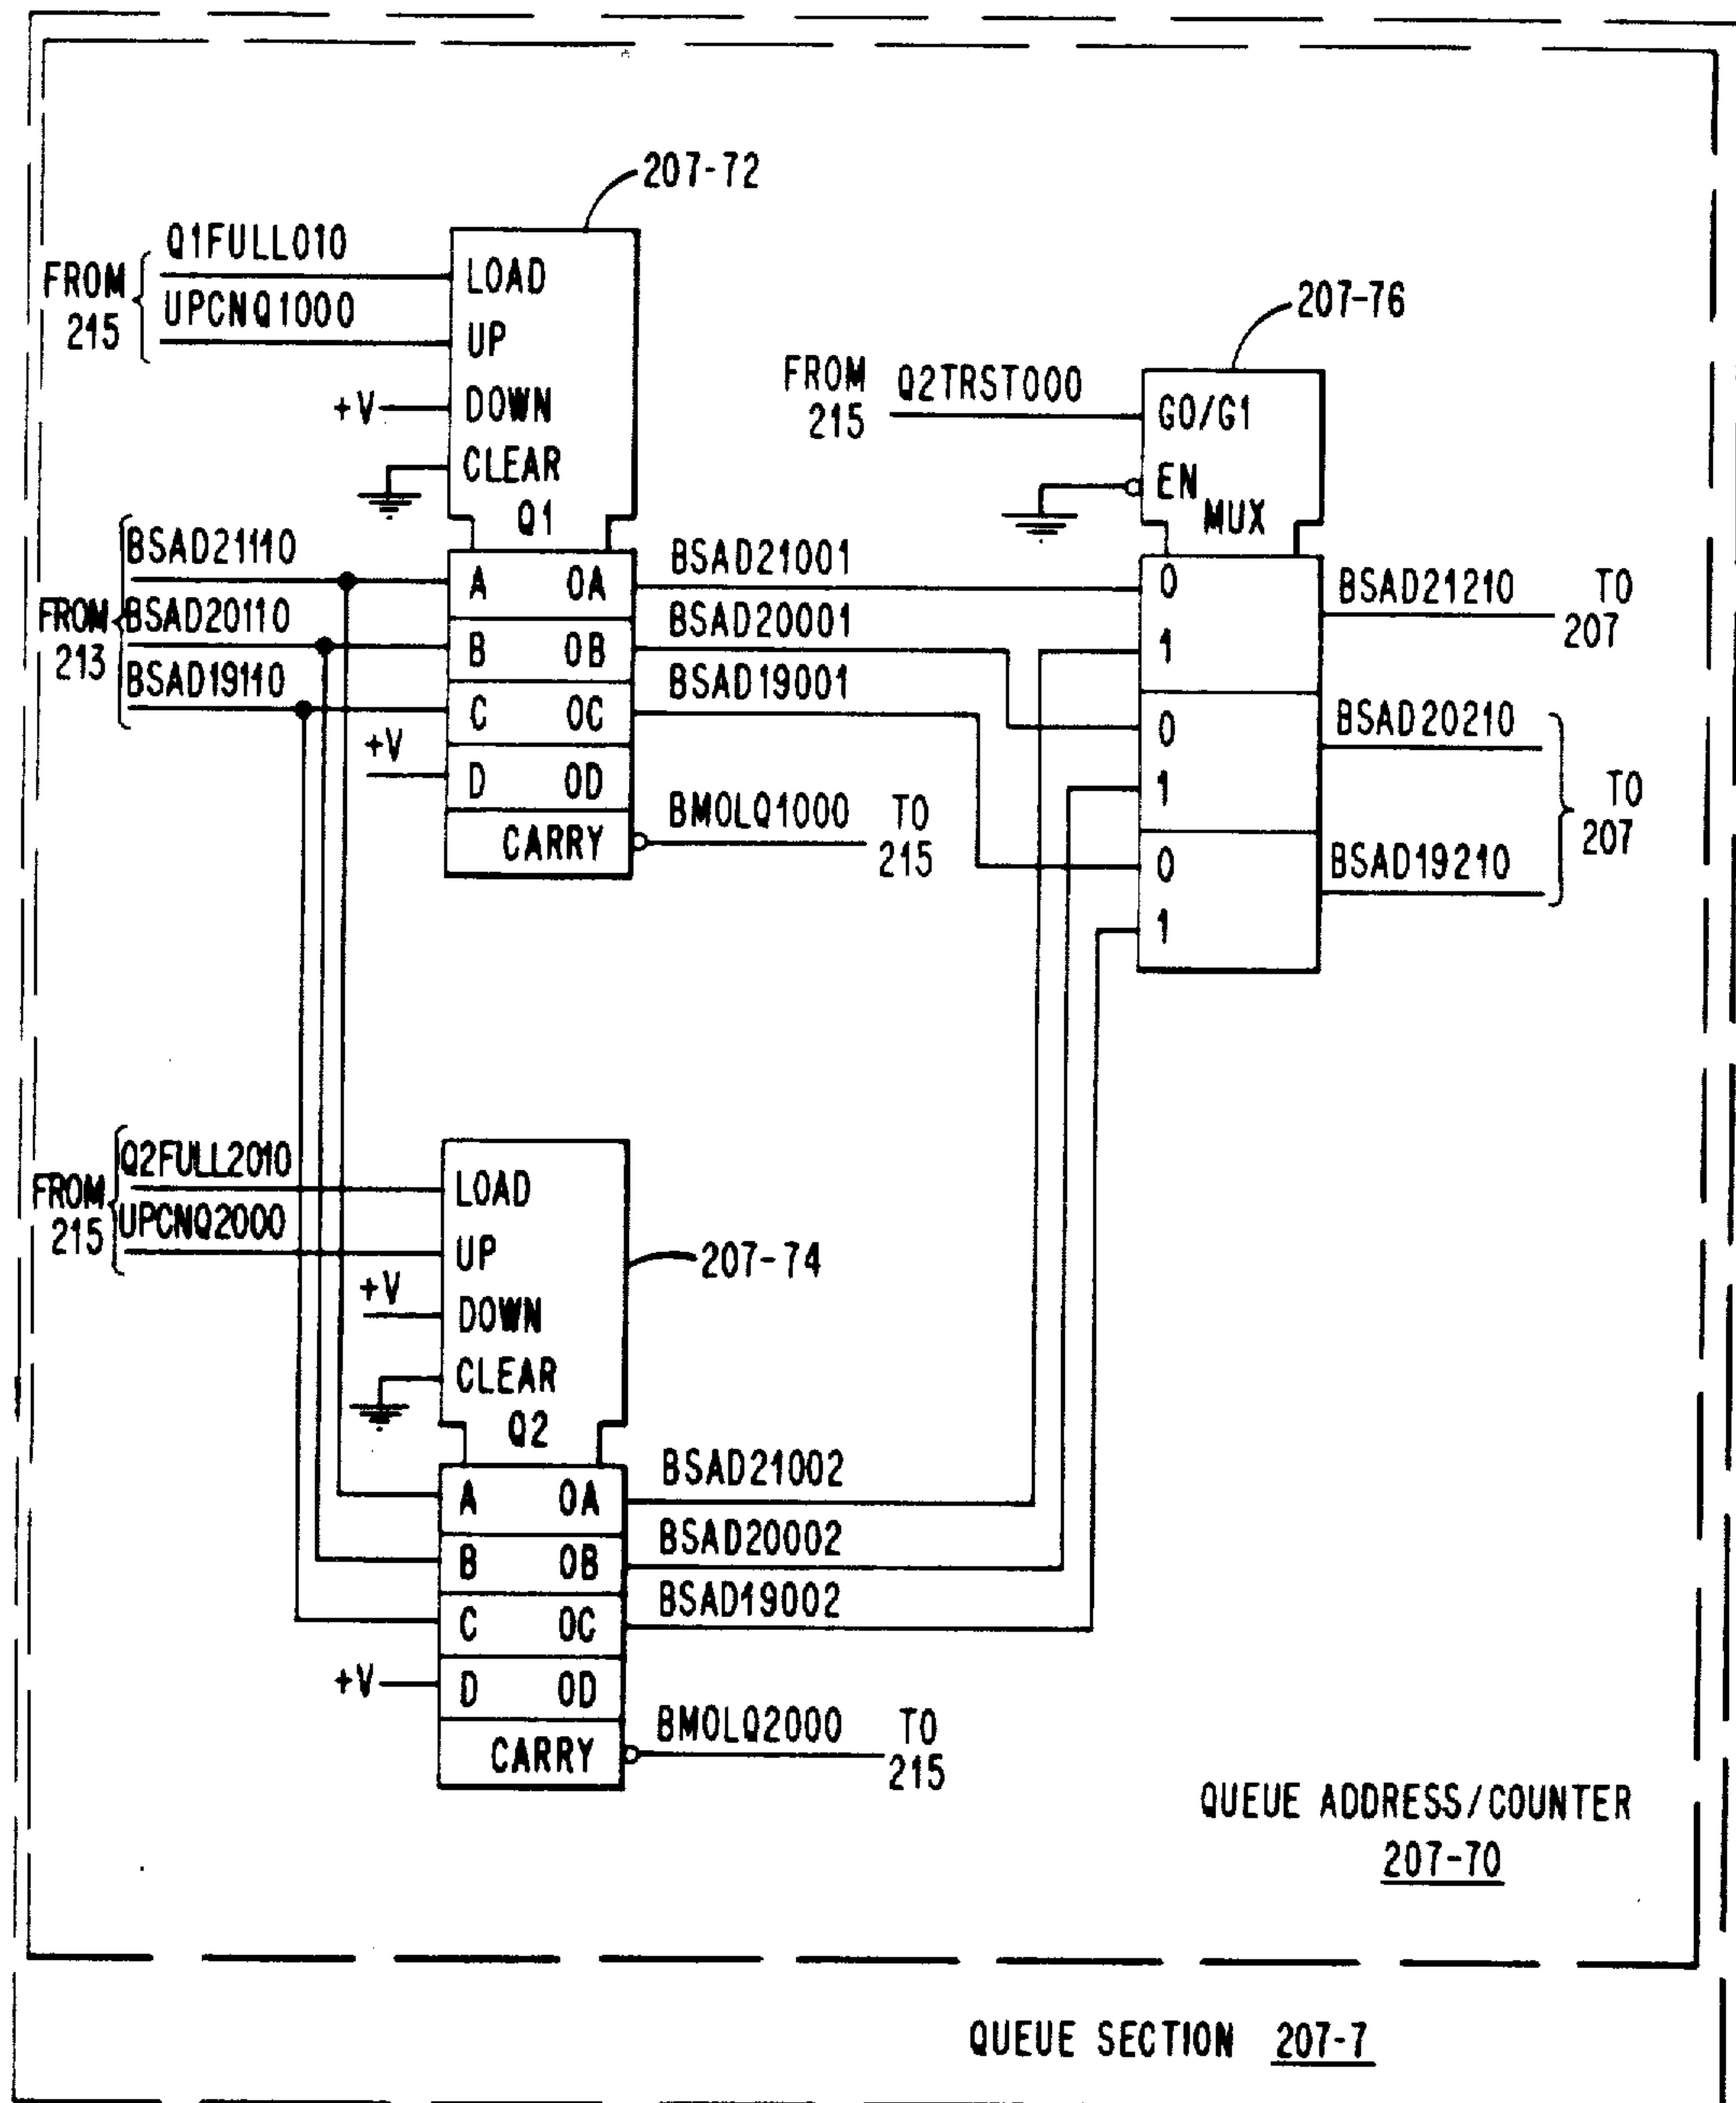 207-72
Q1FULL010
FROM 215
UPCNQ1000
LOAD
UP
+V
DOWN
CLEAR
Q1
207-76
FROM 215
Q2TRST000
G0/G1
EN
MUX
FROM 213
BSAD21110
BSAD20110
BSAD19110
+V
A 0A
B 0B
C 0C
D 0D
CARRY
BSAD21001
BSAD20001
BSAD19001
BMOLQ1000 TO 215
0
1
0
1
0
1
BSAD21210 TO 207
BSAD20210
BSAD19210
TO 207
FROM 215
Q2FULL2010
UPCNQ2000
+V
LOAD
UP
DOWN
CLEAR
Q2
207-74
A 0A
B 0B
C 0C
+V
D 0D
CARRY
BSAD21002
BSAD20002
BSAD19002
BMOLQ2000 TO 215
QUEUE ADDRESS/COUNTER
207-70
QUEUE SECTION 207-7